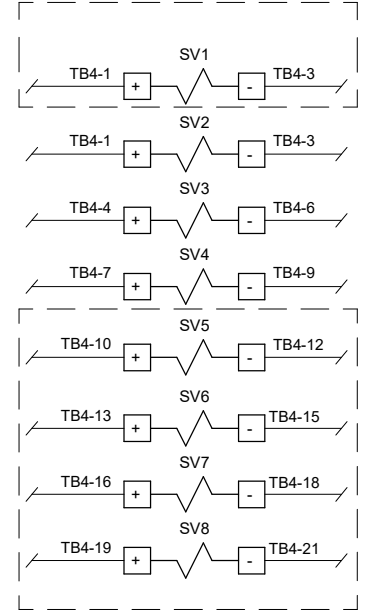 SV1
TB4-1 + - TB4-3
SV2
TB4-1 + - TB4-3
SV3
TB4-4 + - TB4-6
SV4
TB4-7 + - TB4-9
SV5
TB4-10 + - TB4-12
SV6
TB4-13 + - TB4-15
SV7
TB4-16 + - TB4-18
SV8
TB4-19 + - TB4-21